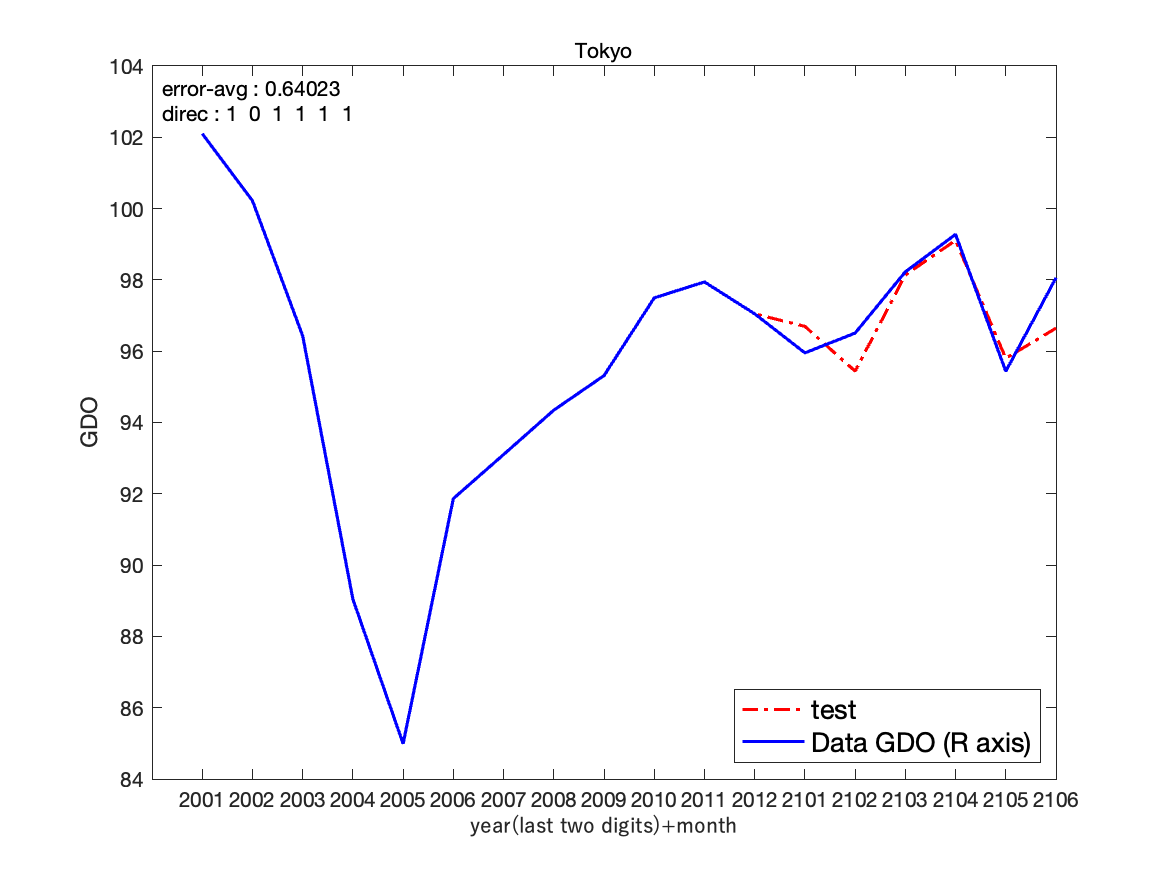 Tokyo
error-avg : 0.64023
direc : 1 0 1 1 1 1
104
102
100
98
96
94
92
90
88
86
84
GDO
test
Data GDO (R axis)
2001 2002 2003 2004 2005 2006 2007 2008 2009 2010 2011 2012 2101 2102 2103 2104 2105 2106
year(last two digits)+month